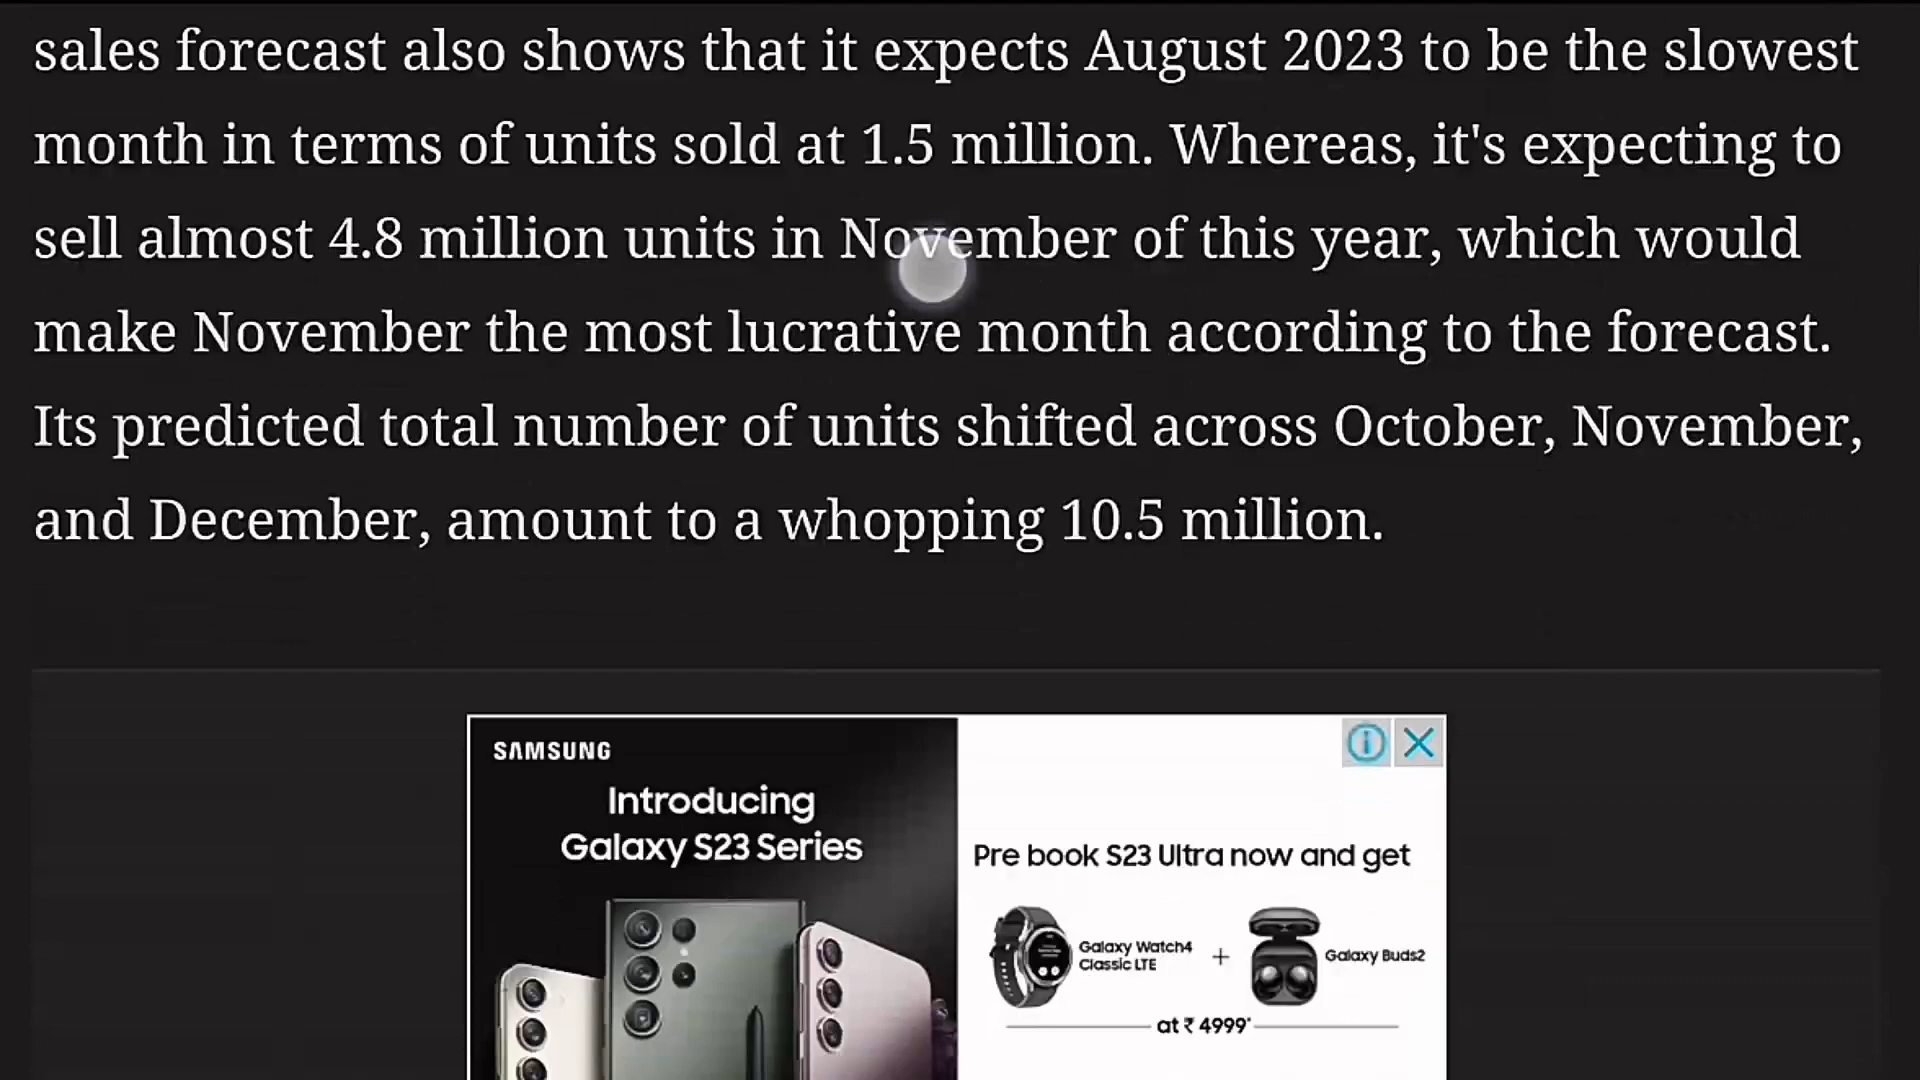 sales forecast also shows that it expects August 2023 to be the slowest
month in terms of units sold at 1.5 million. Whereas, it's expecting to
sell almost 4.8 million units in November of this year, which would
make November the most lucrative month according to the forecast.
Its predicted total number of units shifted across October, November,
and December, amount to a whopping 10.5 million.
SAMSUNG
Introducing
Galaxy S23 Series
Pre book S23 Ultra now and get
Galaxy Watch4
Classic LTE
+
Galaxy Buds2
at ₹ 4999*